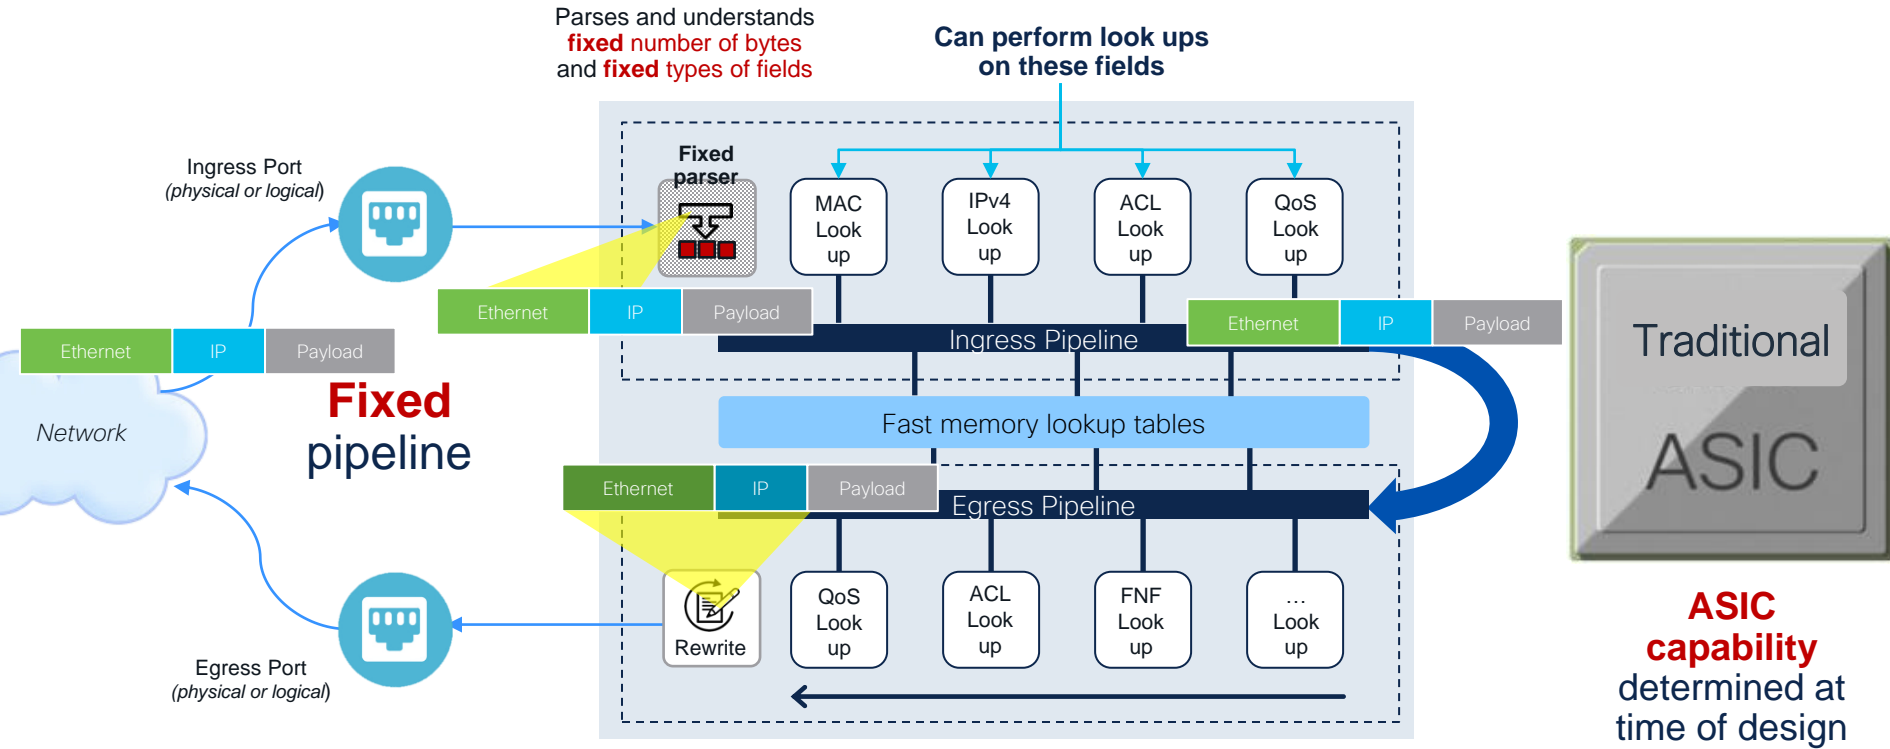 Parses and understands
fixed number of bytes
and fixed types of fields
Can perform look ups
on these fields
Ingress Port
(physical or logical)
Fixed
parser
MAC
Look
up
IPv4
Look
up
ACL
Look
up
QoS
Look
up
Ethernet IP Payload
Ethernet IP Payload
Ethernet IP Payload
Ingress Pipeline
Traditional
ASIC
Network
Fixed
pipeline
Fast memory lookup tables
Ethernet IP Payload
Egress Pipeline
Rewrite
QoS
Look
up
ACL
Look
up
FNF
Look
up
...
Look
up
Egress Port
(physical or logical)
ASIC
capability
determined at
time of design